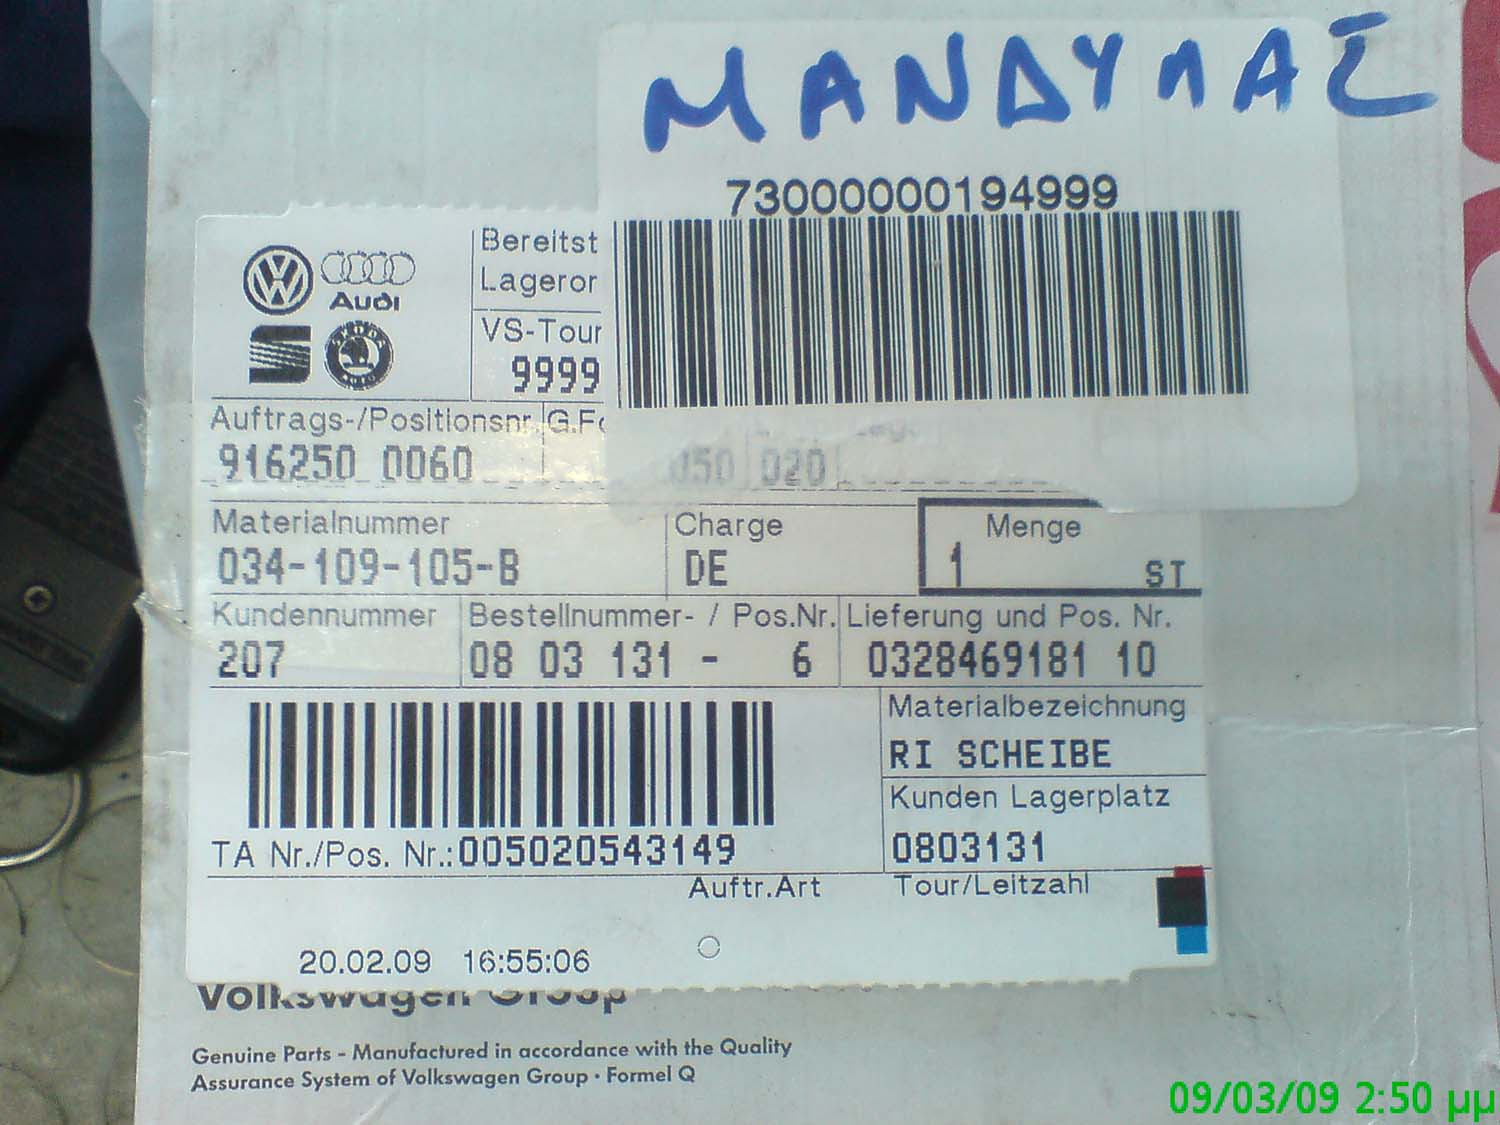 ΜΑΝΔΥΛΑΣ
73000000194999
Audi
Bereitst
Lageror
VS-Tour
9999
Auftrags-/Positionsnr. G.Fo
916250 0060 050 020
Materialnummer Charge Menge
034-109-105-B DE 1 ST
Kundennummer Bestellnummer- / Pos.Nr. Lieferung und Pos. Nr.
207 08 03 131 - 6 0328469181 10
Materialbezeichnung
RI SCHEIBE
Kunden Lagerplatz
TA Nr./Pos. Nr.:005020543149 0803131
Auftr.Art Tour/Leitzahl
20.02.09 16:55:06
Volkswagen Group
Genuine Parts - Manufactured in accordance with the Quality
Assurance System of Volkswagen Group · Formel Q
09/03/09 2:50 μμ